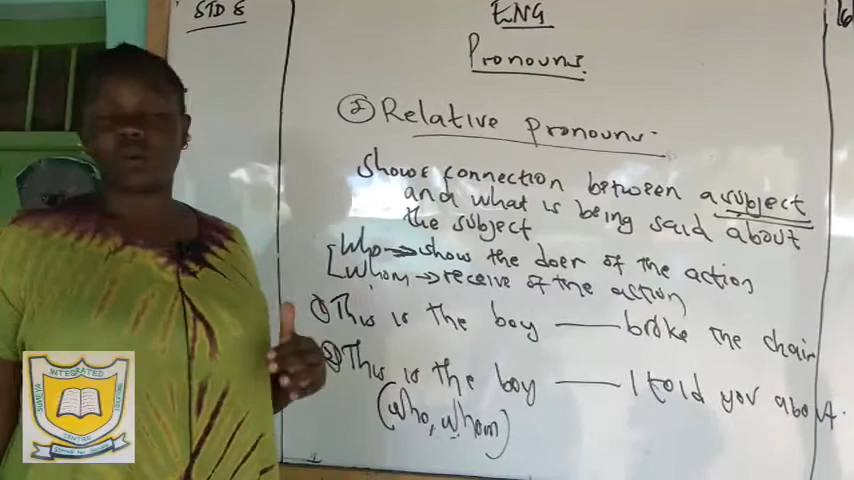 STD 8
ENG
Pronouns.
② Relative pronouns.
Shows connection between a subject
and what is being said about
the subject
Who → show the doer of the action
Whom → receive of the action
① This is the boy ——— broke the chair
② This is the boy ——— I told you about.
(who, whom)
Integrated
CENTRE